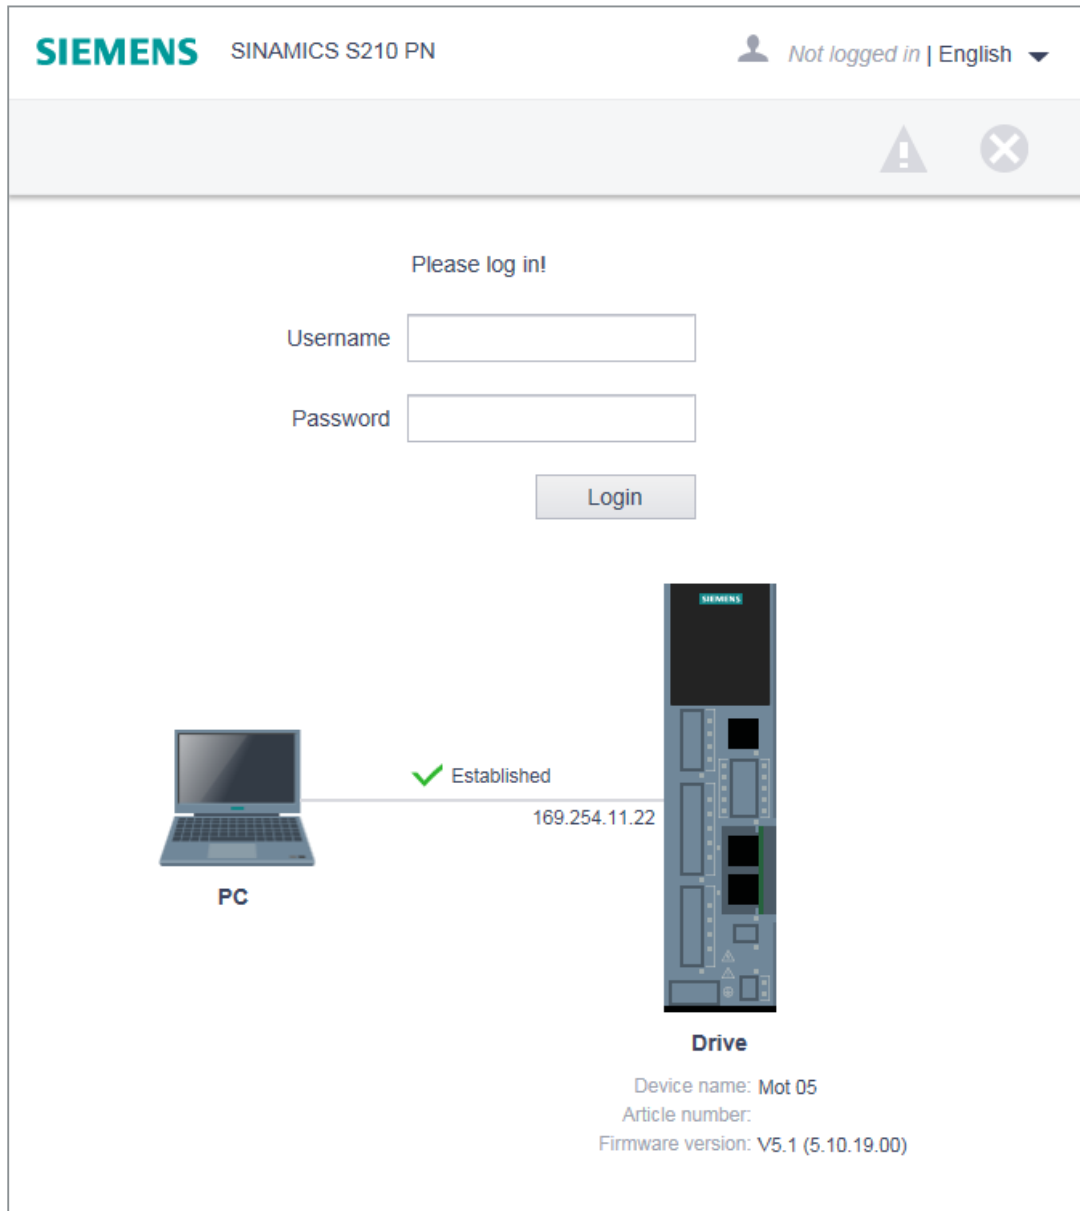 SIEMENS SINAMICS S210 PN Not logged in | English
Please log in!
Username
Password
Login
SIEMENS
Established
169.254.11.22
PC
Drive
Device name: Mot 05
Article number:
Firmware version: V5.1 (5.10.19.00)